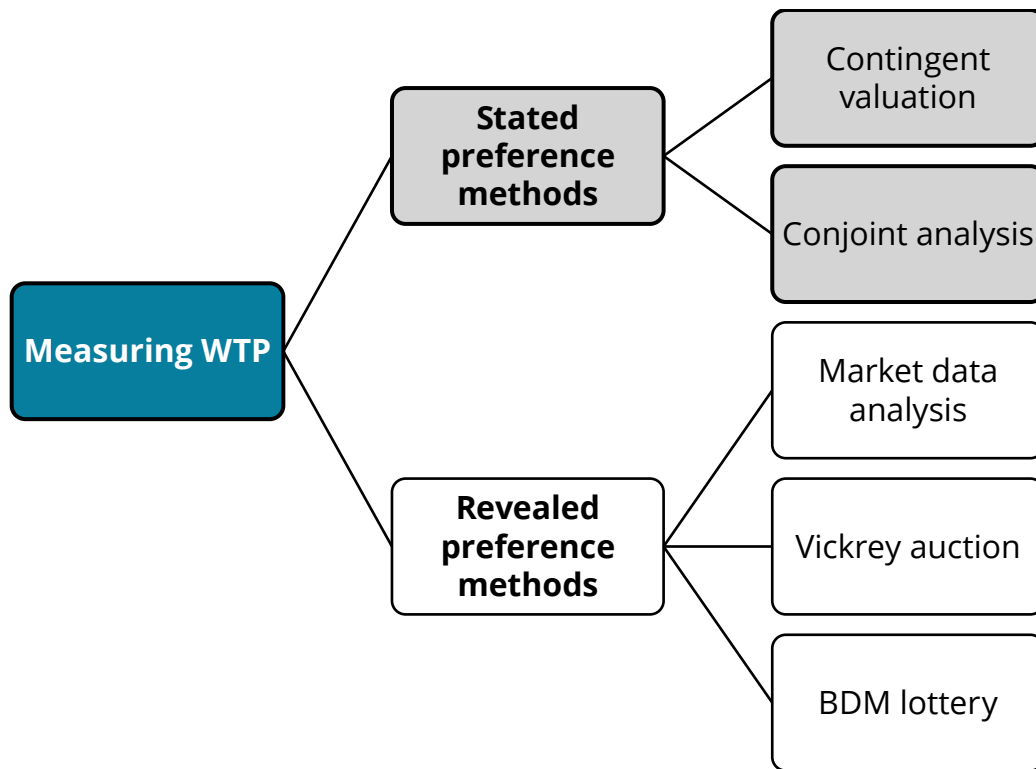 Contingent
valuation
Stated
preference
methods
Conjoint analysis
Measuring WTP
Market data
analysis
Revealed
preference
methods
Vickrey auction
BDM lottery